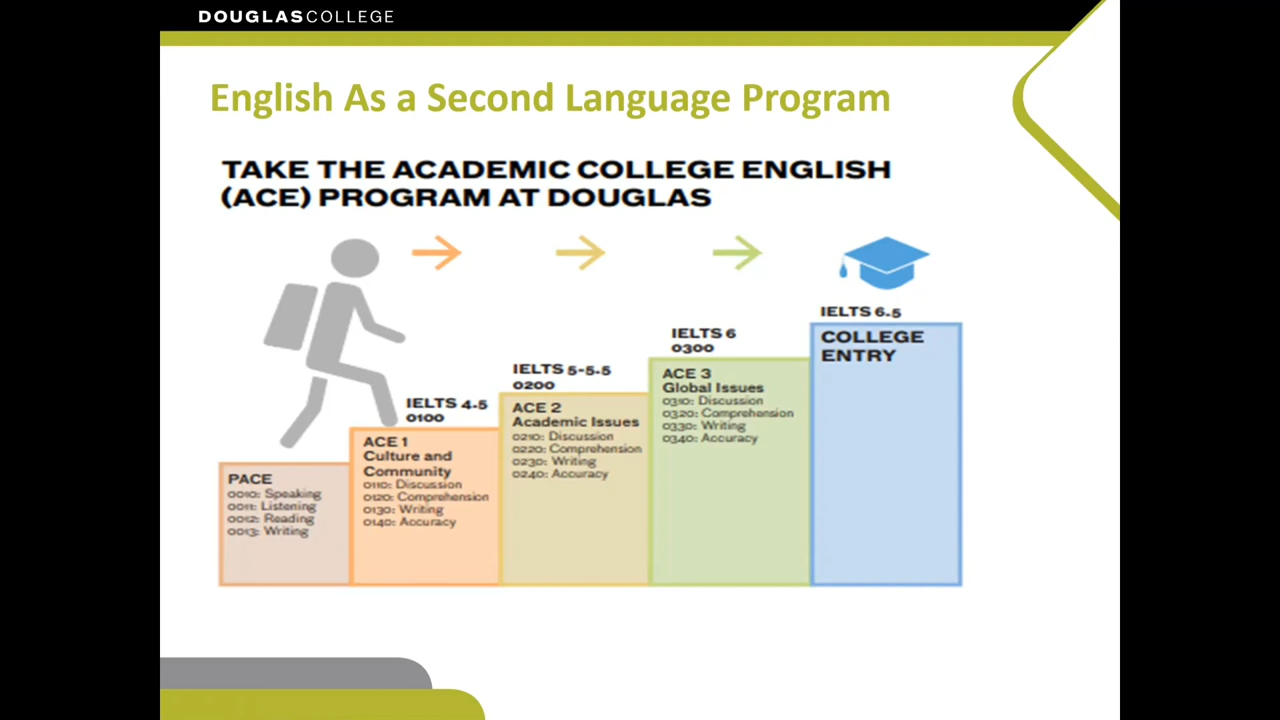 DOUGLASCOLLEGE
English As a Second Language Program
TAKE THE ACADEMIC COLLEGE ENGLISH
(ACE) PROGRAM AT DOUGLAS
PACE
0010: Speaking
0011: Listening
0012: Reading
0013: Writing
IELTS 4.5
0100
ACE 1
Culture and
Community
0110: Discussion
0120: Comprehension
0130: Writing
0140: Accuracy
IELTS 5-5.5
0200
ACE 2
Academic Issues
0210: Discussion
0220: Comprehension
0230: Writing
0240: Accuracy
IELTS 6
0300
ACE 3
Global Issues
0310: Discussion
0320: Comprehension
0330: Writing
0340: Accuracy
IELTS 6.5
COLLEGE
ENTRY